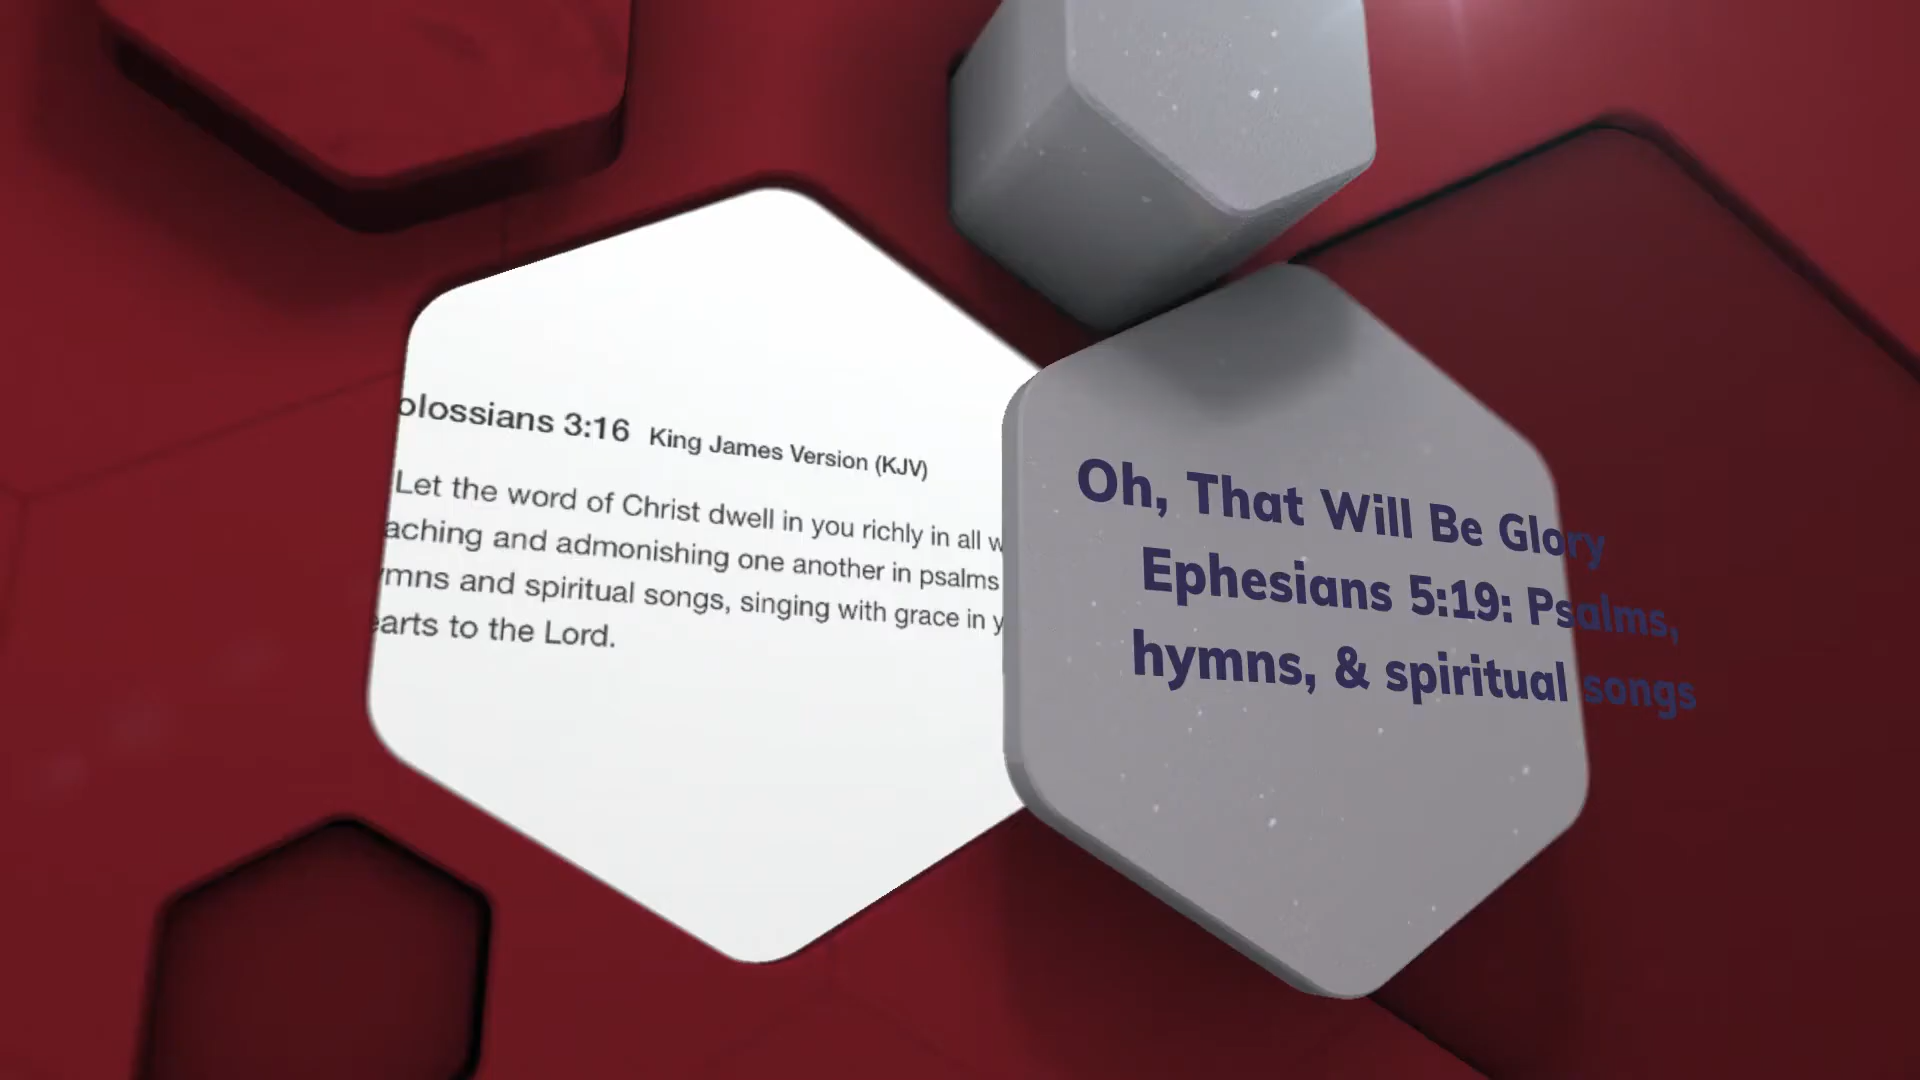 olossians 3:16 King James Version (KJV)
Let the word of Christ dwell in you richly in all w
aching and admonishing one another in psalms
mns and spiritual songs, singing with grace in y
earts to the Lord.
Oh, That Will Be Glory
Ephesians 5:19: Psalms,
hymns, & spiritual songs